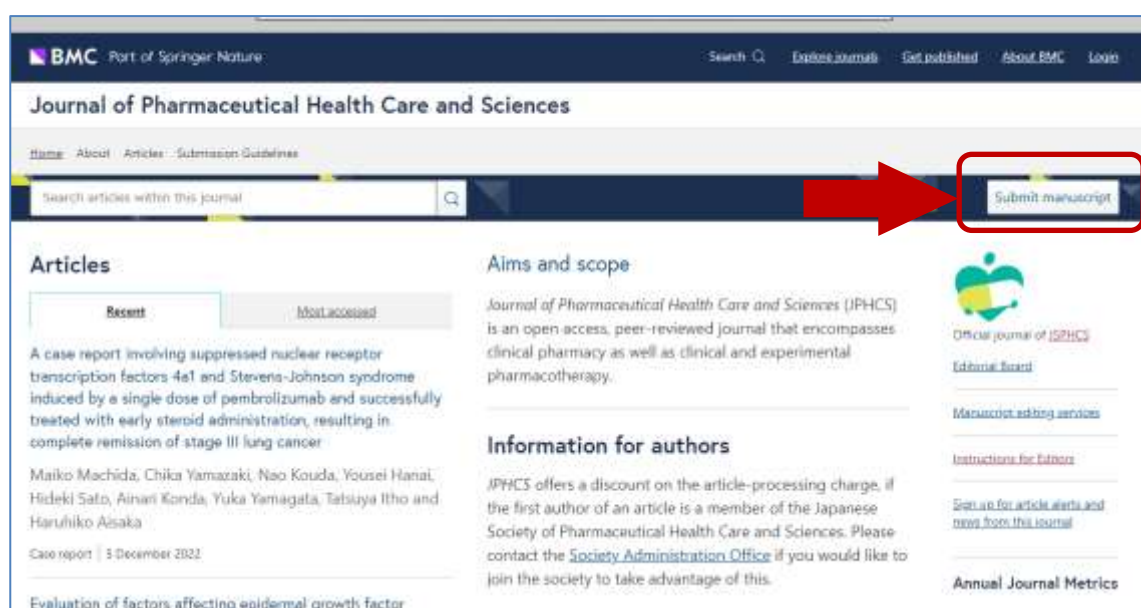 BMC Part of Springer Nature
Search
Explore journals
Get published
About BMC
Login
Journal of Pharmaceutical Health Care and Sciences
Home About Articles Submission Guidelines
Search articles within this journal
Submit manuscript
Articles
Recent
Most accessed
A case report involving suppressed nuclear receptor
transcription factors 4a1 and Stevens-Johnson syndrome
induced by a single dose of pembrolizumab and successfully
treated with early steroid administration, resulting in
complete remission of stage III lung cancer
Maiko Machida, Chika Yamazaki, Nao Kouda, Yousei Hanai,
Hideki Sato, Ainari Konda, Yuka Yamagata, Tatsuya Itho and
Haruhiko Aisaka
Case report | 5 December 2022
Evaluation of factors affecting epidermal growth factor
Aims and scope
Journal of Pharmaceutical Health Care and Sciences (JPHCS)
is an open access, peer-reviewed journal that encompasses
clinical pharmacy as well as clinical and experimental
pharmacotherapy.
Information for authors
JPHCS offers a discount on the article-processing charge, if
the first author of an article is a member of the Japanese
Society of Pharmaceutical Health Care and Sciences. Please
contact the Society Administration Office if you would like to
join the society to take advantage of this.
Official journal of JSPHCS
Editorial Board
Manuscript editing services
Instructions for Editors
Sign up for article alerts and
news from this journal
Annual Journal Metrics